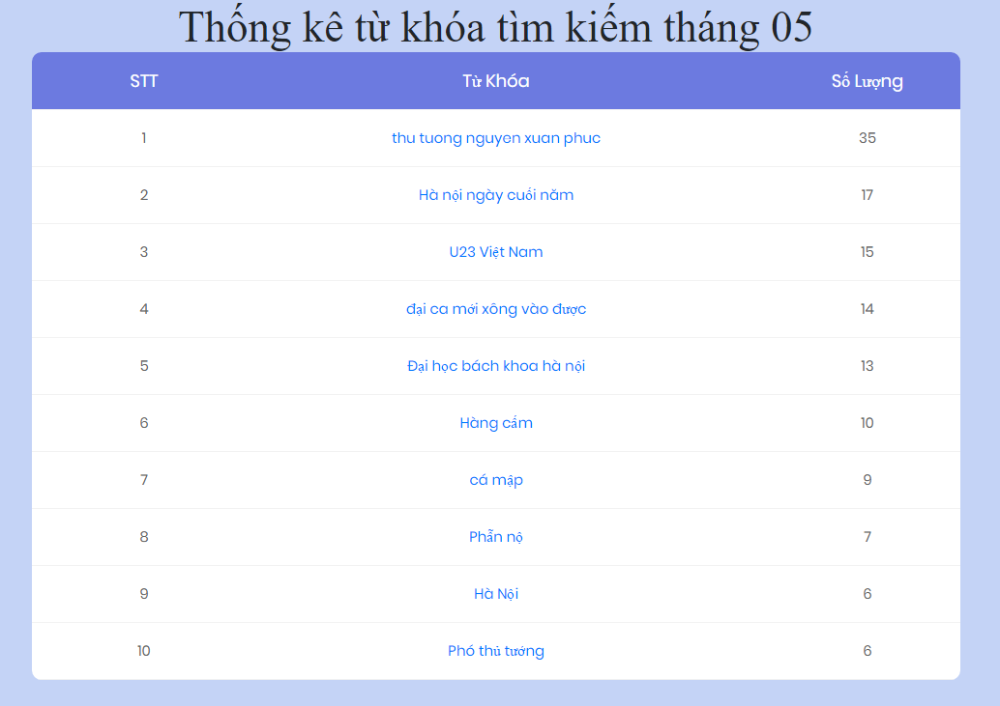 Thống kê từ khóa tìm kiếm tháng 05
STT Từ Khóa Số Lượng
1 thu tuong nguyen xuan phuc 35
2 Hà nội ngày cuối năm 17
3 U23 Việt Nam 15
4 đại ca mới xông vào được 14
5 Đại học bách khoa hà nội 13
6 Hàng cấm 10
7 cá mập 9
8 Phẫn nộ 7
9 Hà Nội 6
10 Phó thủ tướng 6